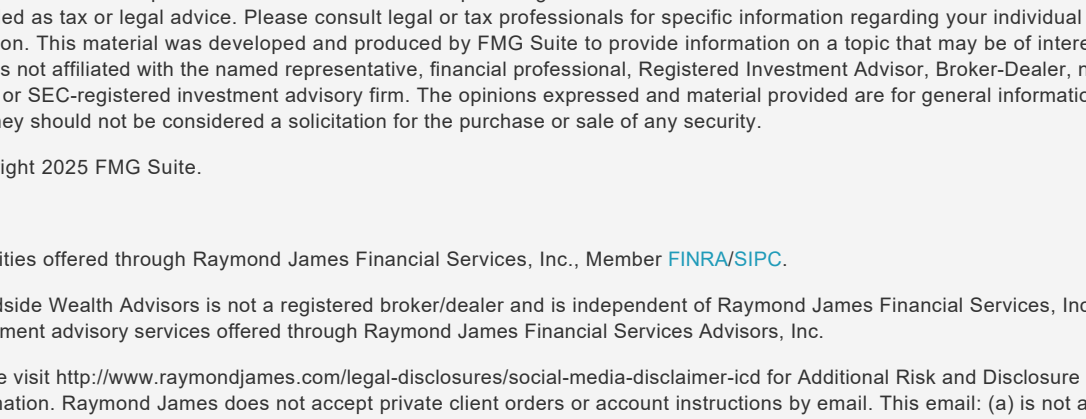 ed as tax or legal advice. Please consult legal or tax professionals for specific information regarding your individual
on. This material was developed and produced by FMG Suite to provide information on a topic that may be of intere
s not affiliated with the named representative, financial professional, Registered Investment Advisor, Broker-Dealer,
or SEC-registered investment advisory firm. The opinions expressed and material provided are for general informatio
ney should not be considered a solicitation for the purchase or sale of any security.
ight 2025 FMG Suite.
ities offered through Raymond James Financial Services, Inc., Member FINRA/SIPC.
dside Wealth Advisors is not a registered broker/dealer and is independent of Raymond James Financial Services, Inc
ment advisory services offered through Raymond James Financial Services Advisors, Inc.
e visit http://www.raymondjames.com/legal-disclosures/social-media-disclaimer-icd for Additional Risk and Disclosure
nation. Raymond James does not accept private client orders or account instructions by email. This email: (a) is not a